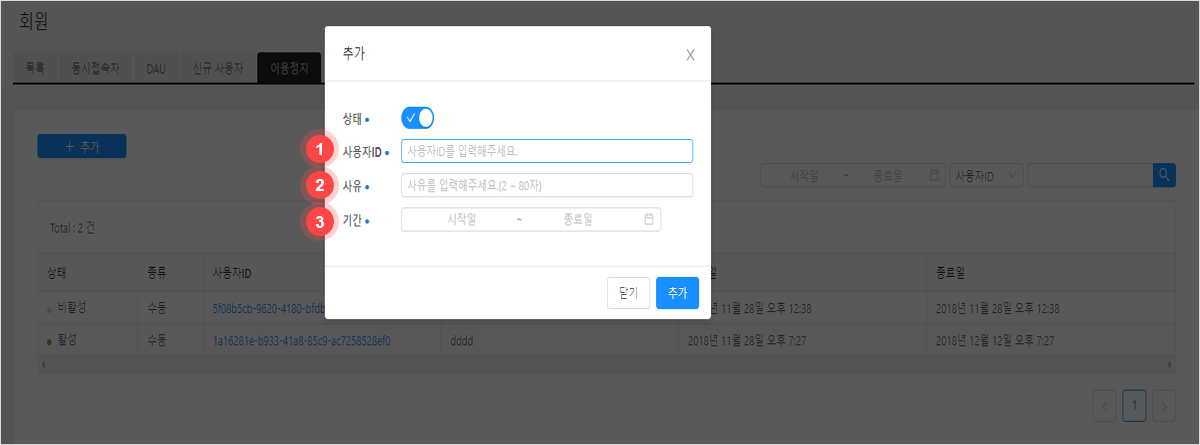 회원
목록 동시접속자 DAU 신규 사용자 이용정지
추가 X
상태
1 사용자ID 사용자ID를 입력해주세요.
2 사유 사유를 입력해주세요.(2 ~ 80자)
3 기간 시작일 ~ 종료일
닫기 추가
+ 추가
시작일 ~ 종료일 사용자ID
Total : 2 건
상태 종류 사용자ID 종료일
비활성 수동 5f08b5cb-9620-4180-bfdb 2018년 11월 28일 오후 12:38 2018년 11월 28일 오후 12:38
활성 수동 1a16281e-b933-41a8-85c9-ac7258528ef0 dddd 2018년 11월 28일 오후 7:27 2018년 12월 12일 오후 7:27
1